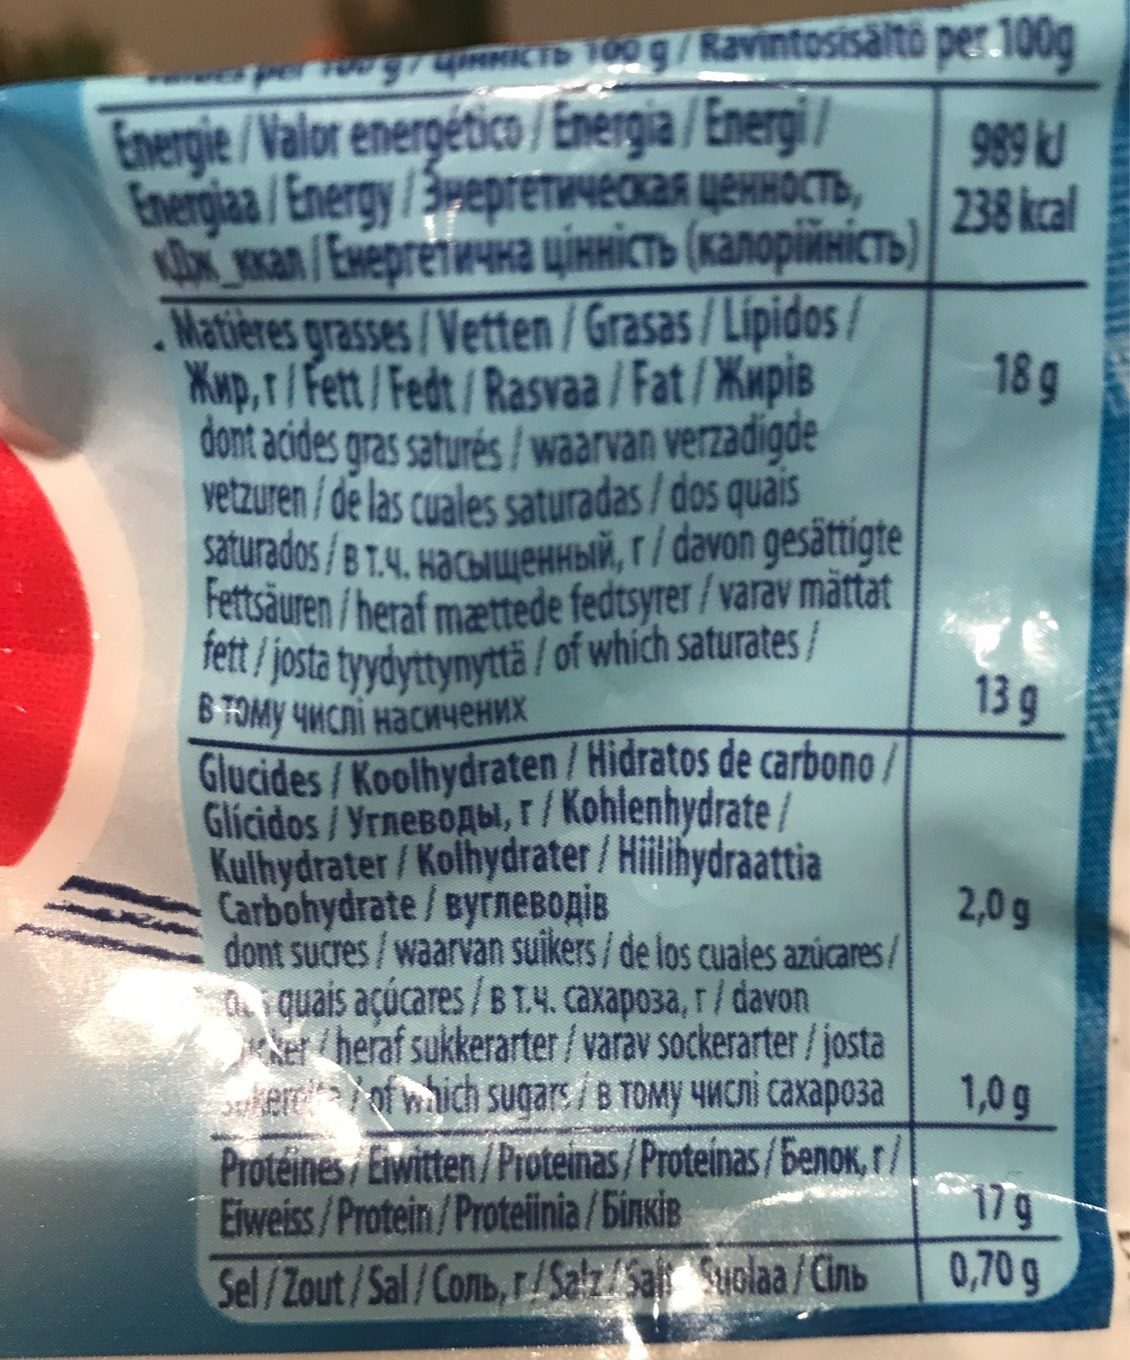 per 100 g / цінність 100 g / Ravintosisältö per 100g
Energie / Valor energético / Energia / Energi /
Energiaa / Energy / Энергетическая ценность,
кДж_ккал / Енергетична цінність (калорійність)
989 kJ
238 kcal
Matières grasses / Vetten / Grasas / Lípidos /
Жир, г / Fett / Fedt / Rasvaa / Fat / Жирів
18 g
dont acides gras saturés / waarvan verzadigde
vetzuren / de las cuales saturadas / dos quais
saturados / в т.ч. насыщенный, г / davon gesättigte
Fettsäuren / heraf mættede fedtsyrer / varav mättat
fett / josta tyydyttynyttä / of which saturates /
в тому числі насичених
13 g
Glucides / Koolhydraten / Hidratos de carbono /
Glícidos / Углеводы, г / Kohlenhydrate /
Kulhydrater / Kolhydrater / Hiilihydraattia
Carbohydrate / вуглеводів
2,0 g
dont sucres / waarvan suikers / de los cuales azúcares /
quais açúcares / в т.ч. сахароза, г / davon
/ heraf sukkerarter / varav sockerarter / josta
/ of which sugars / в тому числі сахароза
1,0 g
Protéines / Eiwitten / Proteinas / Proteínas / Белок, г /
Eiweiss / Protein / Proteiinia / Білків
17 g
Sel / Zout / Sal / Соль, г / Salz / Salt Suolaa / Сіль
0,70 g